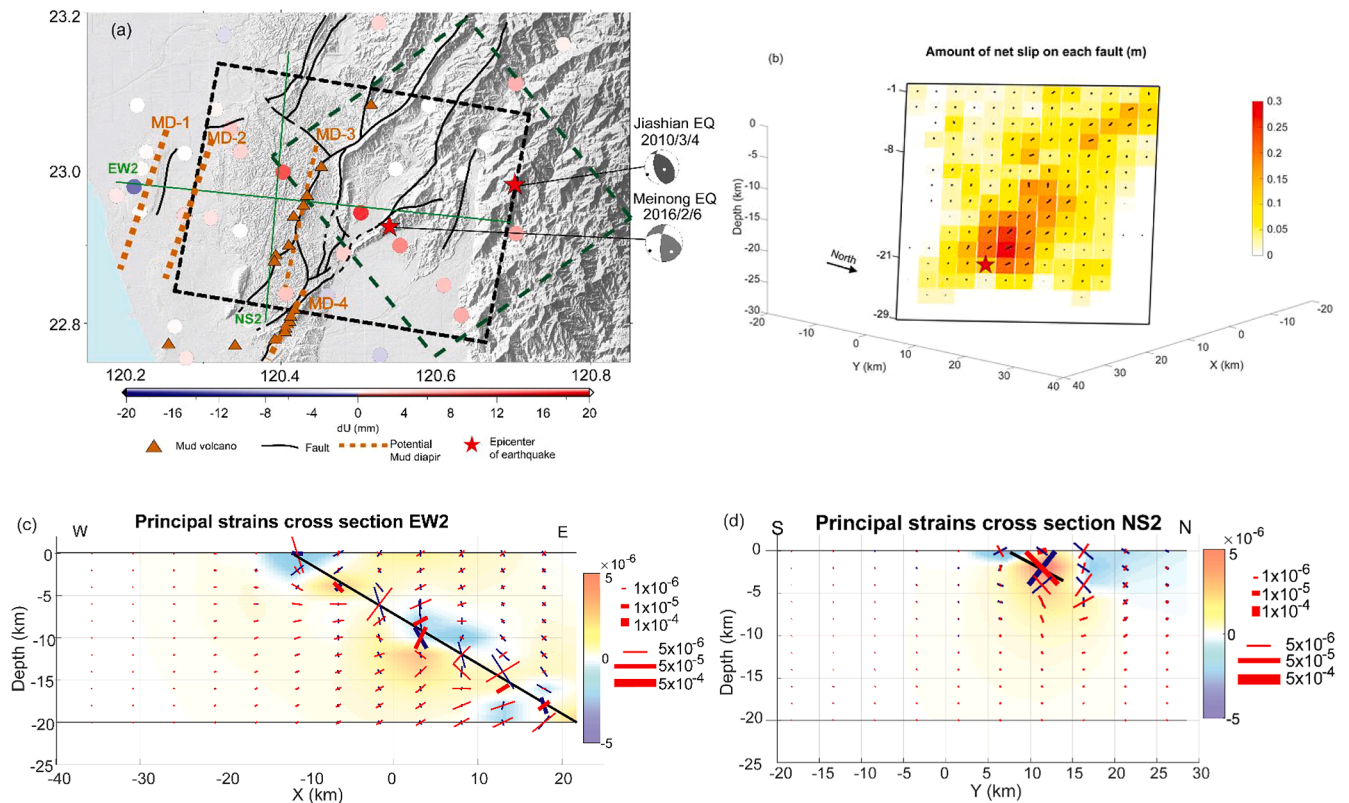 (a)
23.2
23.0
22.8
120.2
120.4
120.6
120.8
MD-1
MD-2
MD-3
MD-4
EW2
NS2
Jiashian EQ
2010/3/4
Meinong EQ
2016/2/6
-20 -16 -12 -8 -4 0 4 8 12 16 20
dU (mm)
Mud volcano
Fault
Potential
Mud diapir
Epicenter
of earthquake
(b)
Amount of net slip on each fault (m)
-1
-8
-21
-29
0
-5
-10
-15
-20
-25
-30
Depth (km)
North
-20 -10 0 10 20 30 40
Y (km)
-20
-10
0
10
20
30
40
X (km)
0.3
0.25
0.2
0.15
0.1
0.05
0
(c)
W
Principal strains cross section EW2
E
0
-5
-10
-15
-20
-25
Depth (km)
-40 -30 -20 -10 0 10 20
X (km)
×10⁻⁶
5
0
-5
1x10⁻⁶
1x10⁻⁵
1x10⁻⁴
5x10⁻⁶
5x10⁻⁵
5x10⁻⁴
(d)
S
Principal strains cross section NS2
N
0
-5
-10
-15
-20
-25
Depth (km)
-20 -15 -10 -5 0 5 10 15 20 25 30
Y (km)
×10⁻⁶
5
0
-5
1x10⁻⁶
1x10⁻⁵
1x10⁻⁴
5x10⁻⁶
5x10⁻⁵
5x10⁻⁴